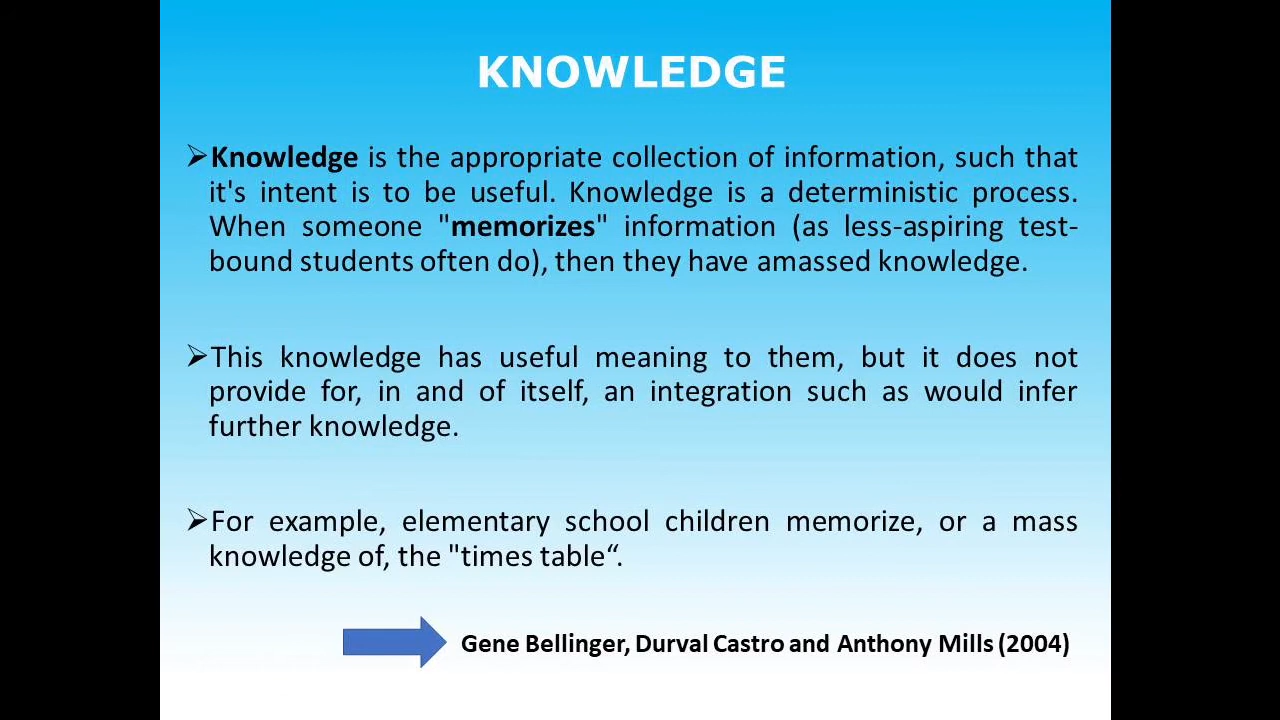 KNOWLEDGE
➢Knowledge is the appropriate collection of information, such that
it's intent is to be useful. Knowledge is a deterministic process.
When someone "memorizes" information (as less-aspiring test-
bound students often do), then they have amassed knowledge.
➢This knowledge has useful meaning to them, but it does not
provide for, in and of itself, an integration such as would infer
further knowledge.
➢For example, elementary school children memorize, or a mass
knowledge of, the "times table“.
Gene Bellinger, Durval Castro and Anthony Mills (2004)